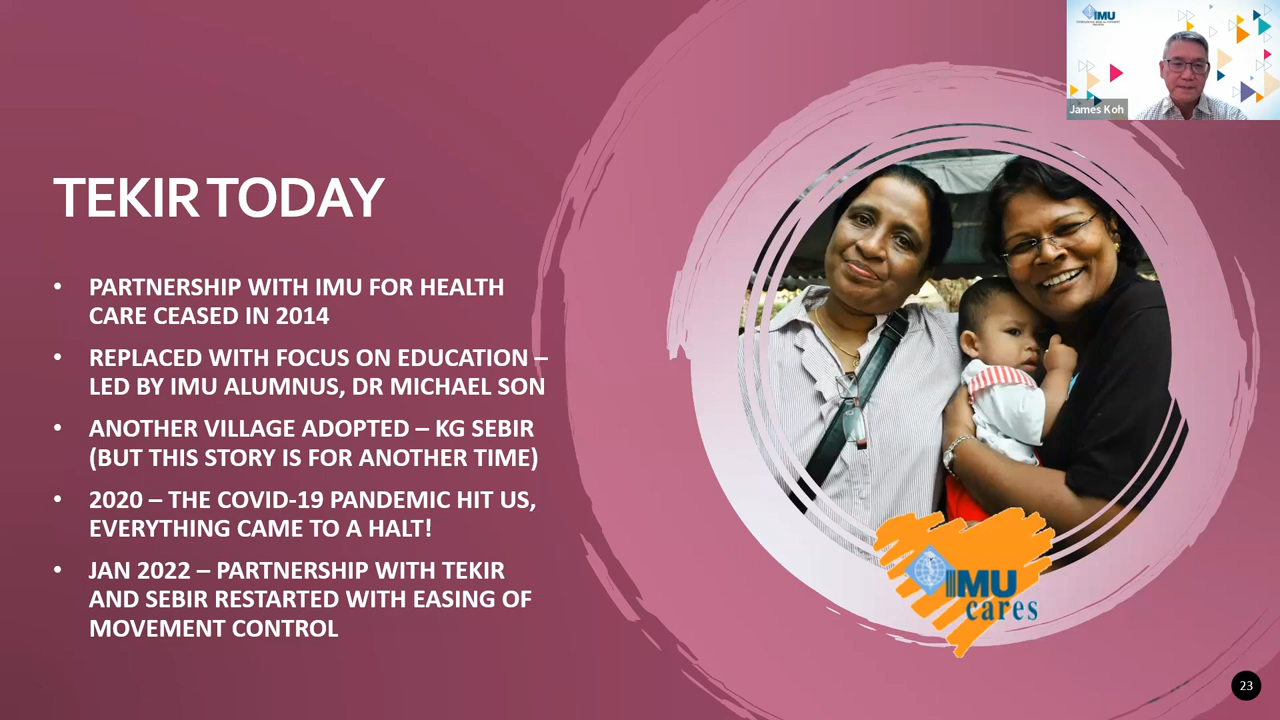 IMU
James Koh
TEKIR TODAY
• PARTNERSHIP WITH IMU FOR HEALTH
CARE CEASED IN 2014
• REPLACED WITH FOCUS ON EDUCATION –
LED BY IMU ALUMNUS, DR MICHAEL SON
• ANOTHER VILLAGE ADOPTED – KG SEBIR
(BUT THIS STORY IS FOR ANOTHER TIME)
• 2020 – THE COVID-19 PANDEMIC HIT US,
EVERYTHING CAME TO A HALT!
• JAN 2022 – PARTNERSHIP WITH TEKIR
AND SEBIR RESTARTED WITH EASING OF
MOVEMENT CONTROL
IMU
cares
23